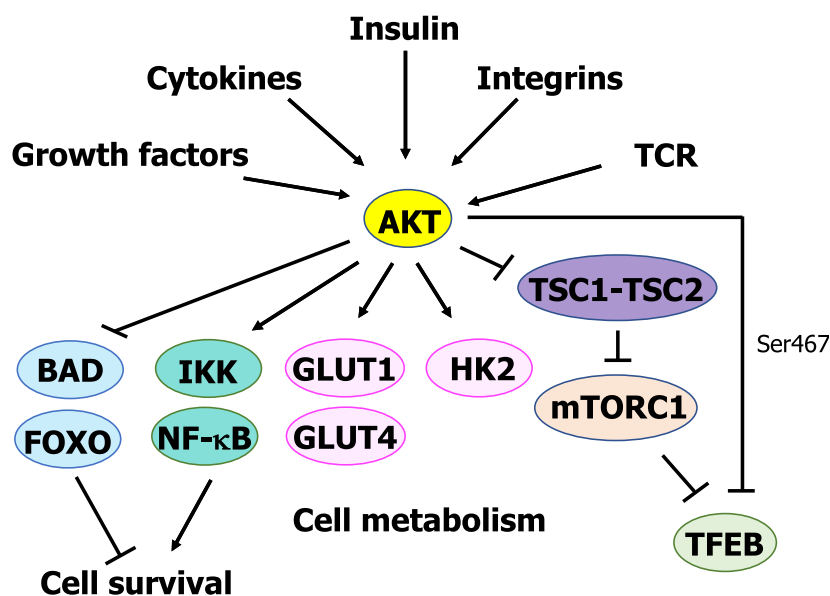 Insulin
Cytokines
Integrins
Growth factors
TCR
AKT
TSC1-TSC2
Ser467
BAD
IKK
GLUT1
HK2
mTORC1
FOXO
NF-κB
GLUT4
Cell metabolism
TFEB
Cell survival